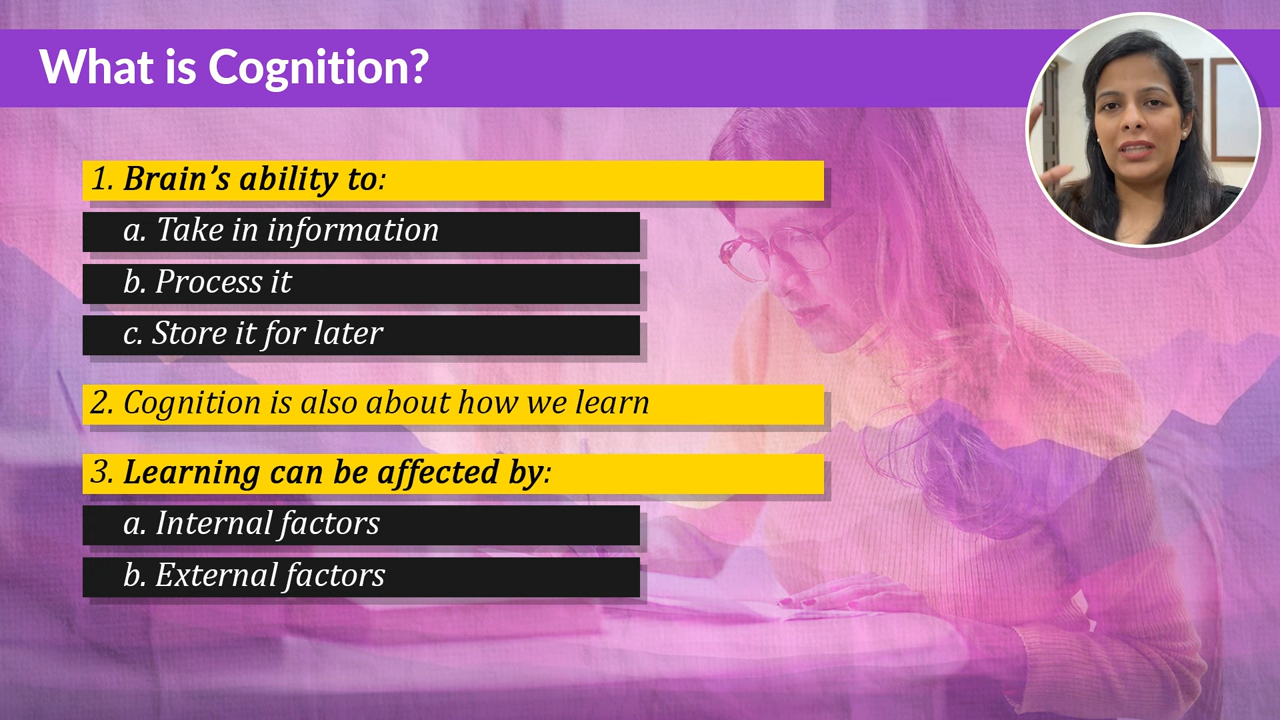 What is Cognition?
1. Brain’s ability to:
a. Take in information
b. Process it
c. Store it for later
2. Cognition is also about how we learn
3. Learning can be affected by:
a. Internal factors
b. External factors